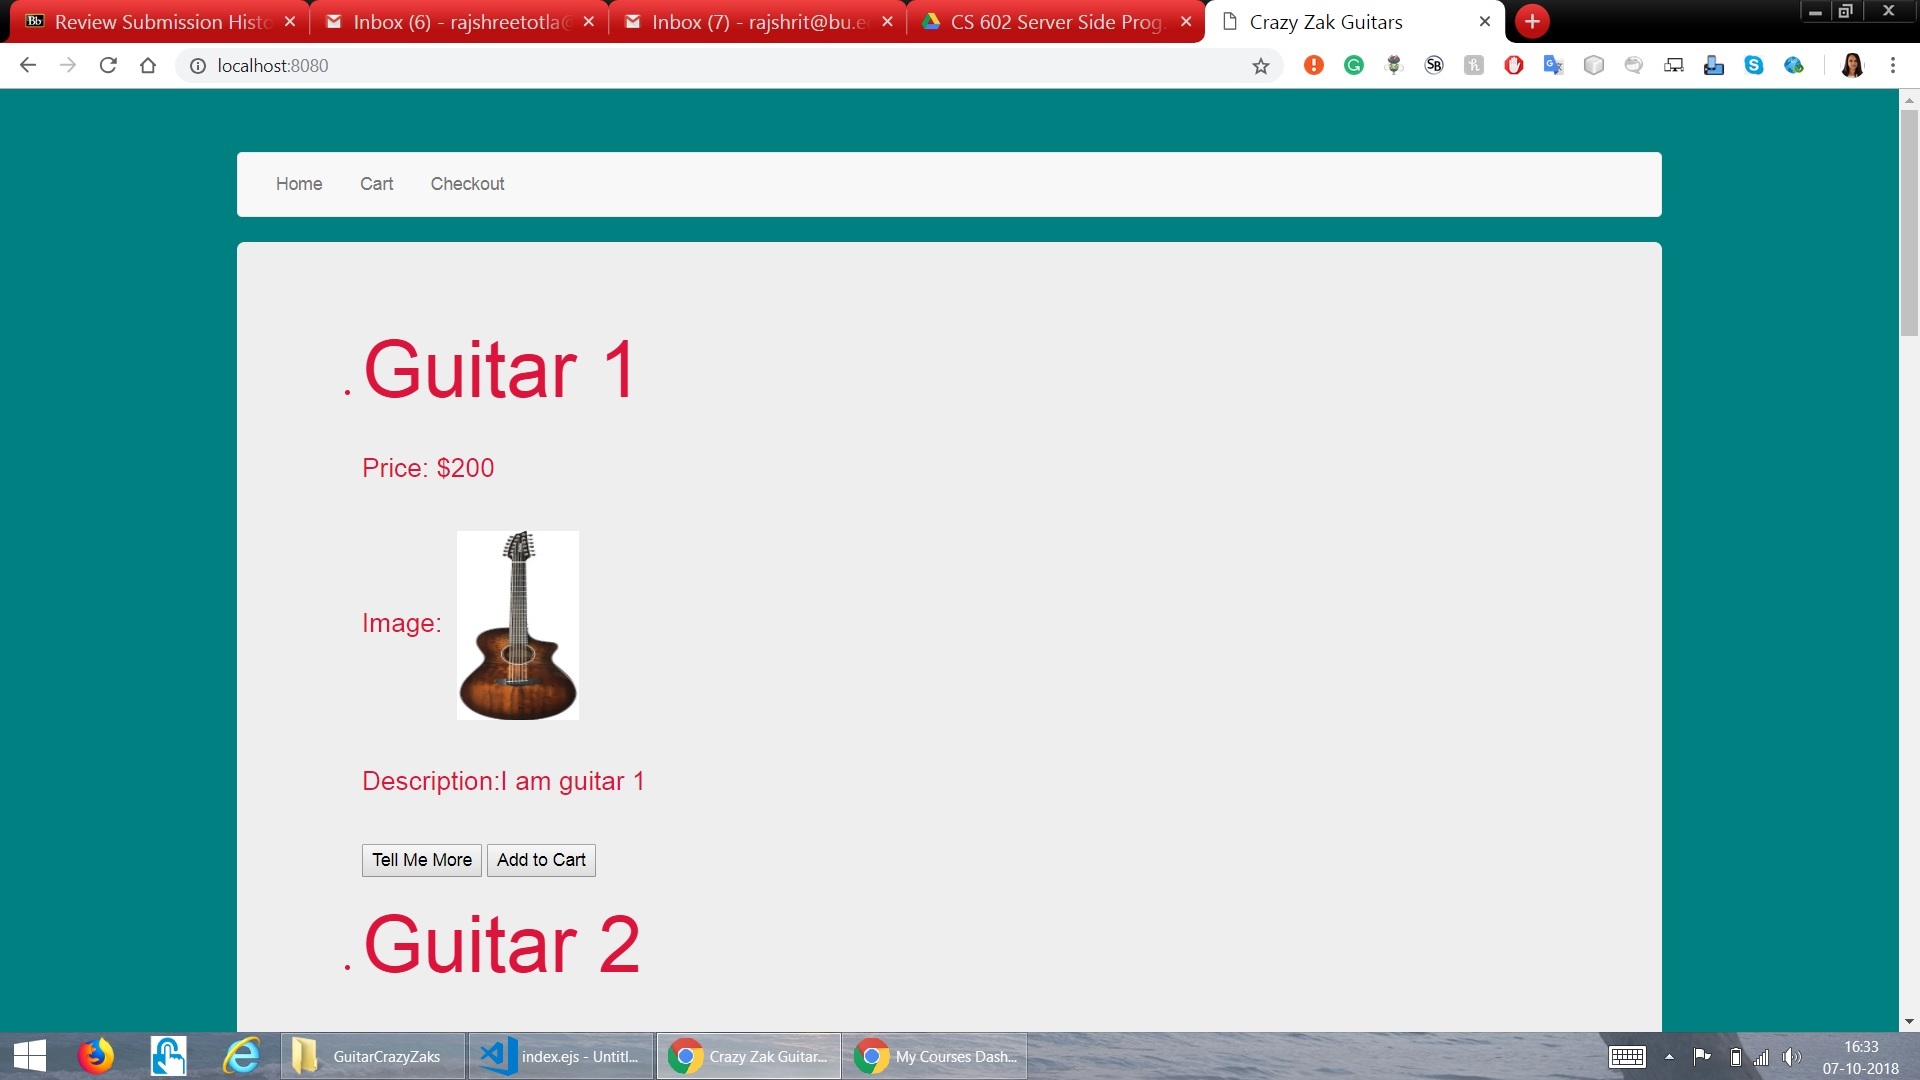 Review Submission Histo
Inbox (6) - rajshreetotla@
Inbox (7) - rajshrit@bu.e
CS 602 Server Side Prog
Crazy Zak Guitars
localhost:8080
Home
Cart
Checkout
Guitar 1
Price: $200
Image:
Description:I am guitar 1
Tell Me More
Add to Cart
Guitar 2
GuitarCrazyZaks
index.ejs - Untitl...
Crazy Zak Guitar...
My Courses Dash...
16:33
07-10-2018